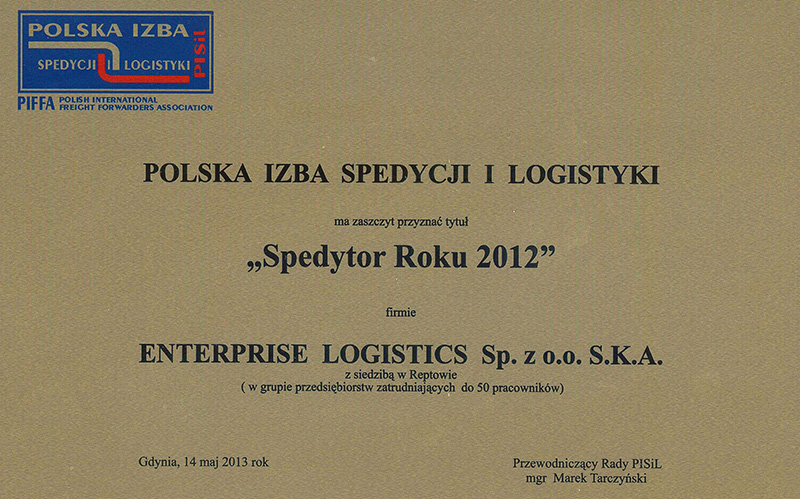 POLSKA IZBA
SPEDYCJI I LOGISTYKI
PISiL
PIFFA POLISH INTERNATIONAL
FREIGHT FORWARDERS ASSOCIATION
POLSKA IZBA SPEDYCJI I LOGISTYKI
ma zaszczyt przyznać tytuł
„Spedytor Roku 2012”
firmie
ENTERPRISE LOGISTICS Sp. z o.o. S.K.A.
z siedzibą w Reptowie
( w grupie przedsiębiorstw zatrudniających do 50 pracowników)
Gdynia, 14 maj 2013 rok
Przewodniczący Rady PISiL
mgr Marek Tarczyński